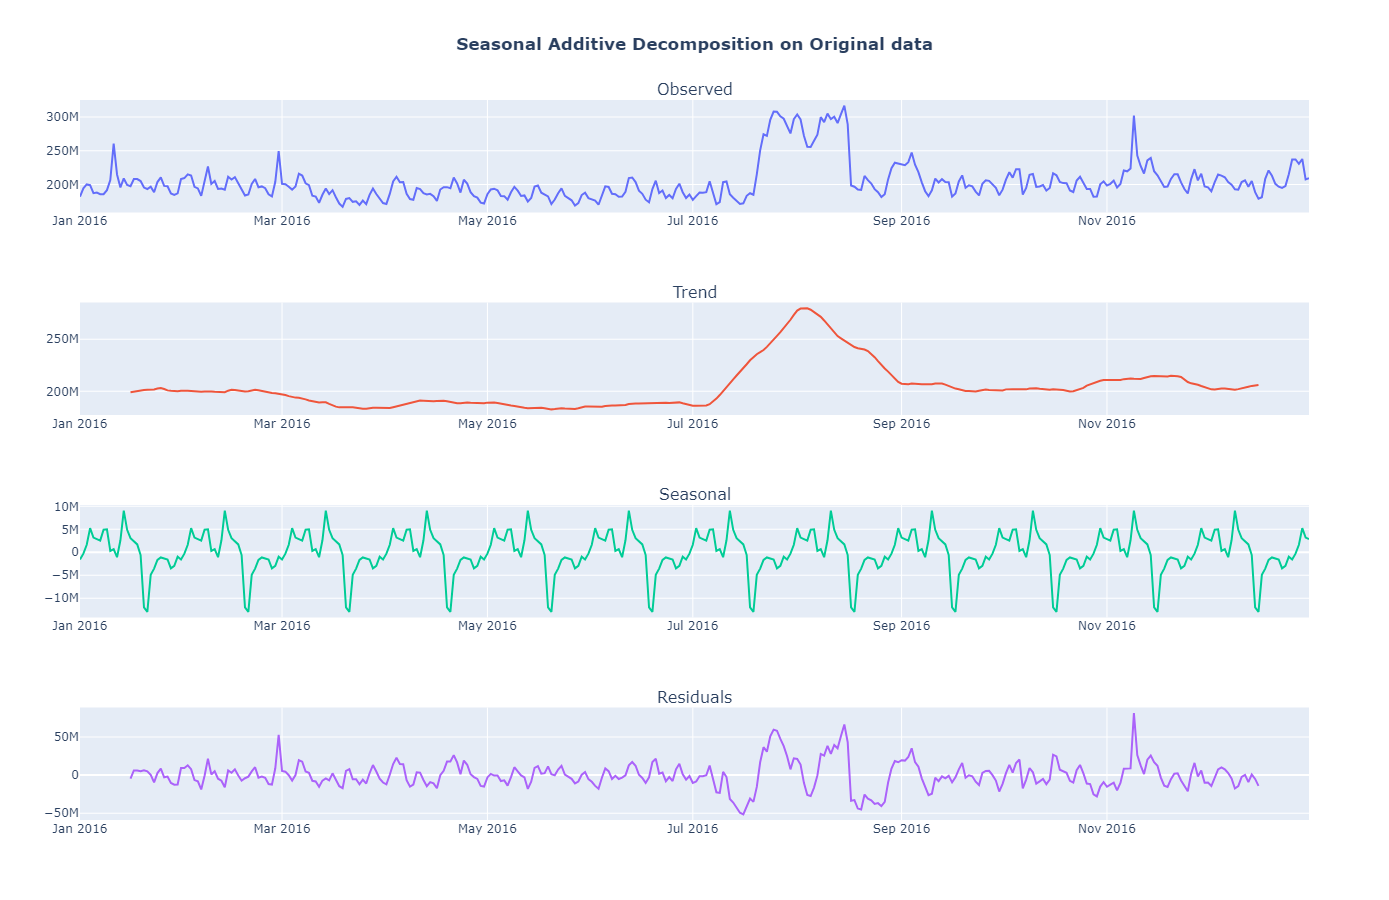 Seasonal Additive Decomposition on Original data
Observed
300M
250M
200M
Jan 2016 Mar 2016 May 2016 Jul 2016 Sep 2016 Nov 2016
Trend
250M
200M
Jan 2016 Mar 2016 May 2016 Jul 2016 Sep 2016 Nov 2016
Seasonal
10M
5M
0
−5M
−10M
Jan 2016 Mar 2016 May 2016 Jul 2016 Sep 2016 Nov 2016
Residuals
50M
0
−50M
Jan 2016 Mar 2016 May 2016 Jul 2016 Sep 2016 Nov 2016